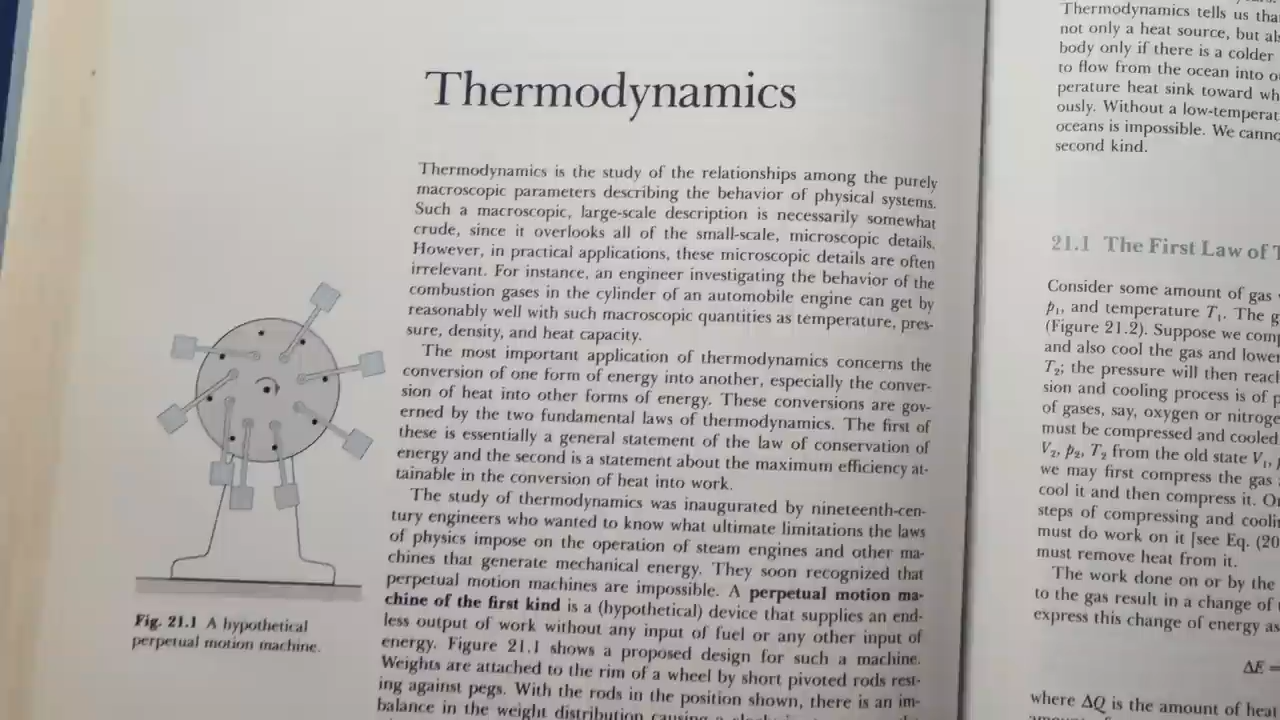 Thermodynamics
Thermodynamics is the study of the relationships among the purely
macroscopic parameters describing the behavior of physical systems.
Such a macroscopic, large-scale description is necessarily somewhat
crude, since it overlooks all of the small-scale, microscopic details.
However, in practical applications, these microscopic details are often
irrelevant. For instance, an engineer investigating the behavior of the
combustion gases in the cylinder of an automobile engine can get by
reasonably well with such macroscopic quantities as temperature, pres-
sure, density, and heat capacity.
The most important application of thermodynamics concerns the
conversion of one form of energy into another, especially the conver-
sion of heat into other forms of energy. These conversions are gov-
erned by the two fundamental laws of thermodynamics. The first of
these is essentially a general statement of the law of conservation of
energy and the second is a statement about the maximum efficiency at-
tainable in the conversion of heat into work.
The study of thermodynamics was inaugurated by nineteenth-cen-
tury engineers who wanted to know what ultimate limitations the laws
of physics impose on the operation of steam engines and other ma-
chines that generate mechanical energy. They soon recognized that
perpetual motion machines are impossible. A perpetual motion ma-
chine of the first kind is a (hypothetical) device that supplies an end-
less output of work without any input of fuel or any other input of
energy. Figure 21.1 shows a proposed design for such a machine.
Weights are attached to the rim of a wheel by short pivoted rods rest-
ing against pegs. With the rods in the position shown, there is an im-
balance in the weight distribution causing a
Fig. 21.1 A hypothetical
perpetual motion machine.
Thermodynamics tells us tha
not only a heat source, but als
body only if there is a colder
to flow from the ocean into o
perature heat sink toward wh
ously. Without a low-temperat
oceans is impossible. We canno
second kind.
21.1 The First Law of T
Consider some amount of gas
p₁, and temperature T₁. The g
(Figure 21.2). Suppose we comp
and also cool the gas and lower
T₂; the pressure will then reach
sion and cooling process is of p
of gases, say, oxygen or nitroge
must be compressed and cooled
V₂, p₂, T₂ from the old state V₁, p
we may first compress the gas
cool it and then compress it. O
steps of compressing and cooli
must do work on it [see Eq. (20
must remove heat from it.
The work done on or by the
to the gas result in a change of
express this change of energy as
ΔE =
where ΔQ is the amount of heat